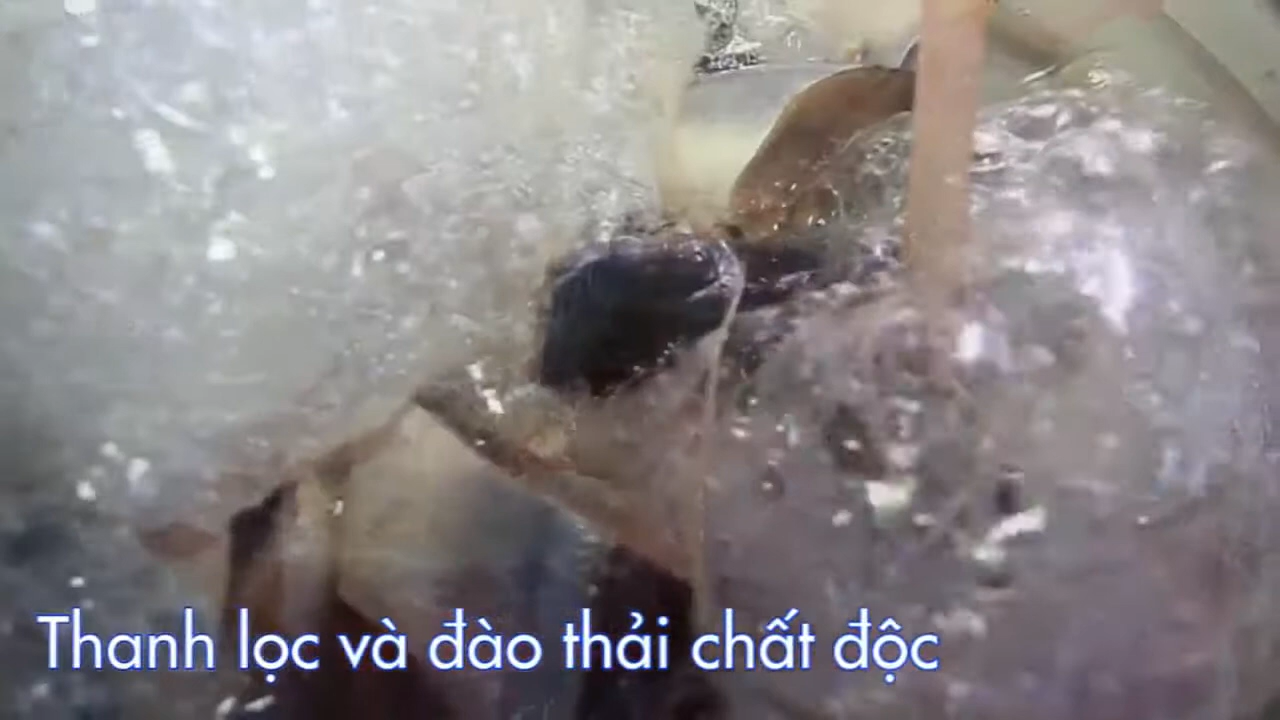 Thanh lọc và đào thải chất độc